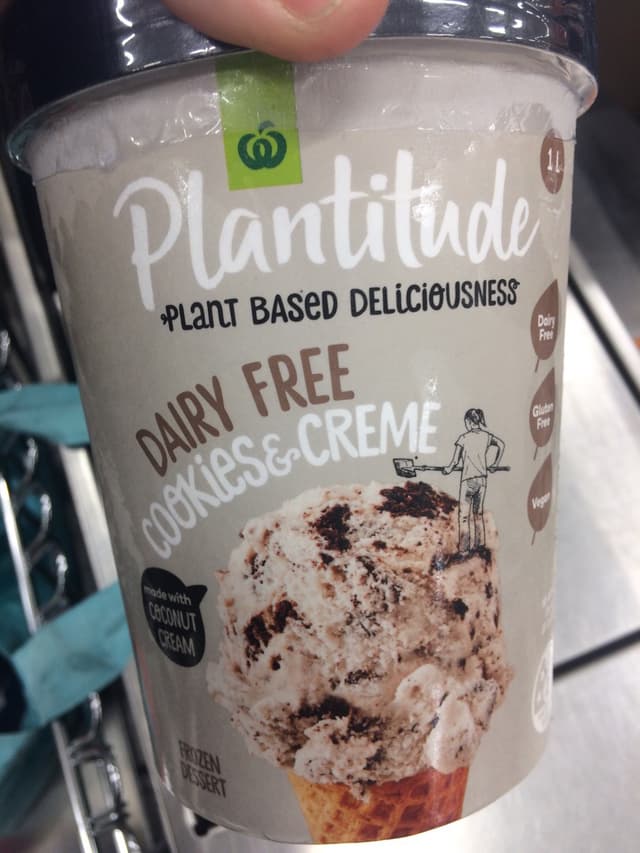 1L
Plantitude
PLANT BASED DELICIOUSNESS
Dairy
Free
DAIRY FREE
COOKIES & CREME
Gluten
Free
Vegan
made with
COCONUT
CREAM
FROZEN
DESSERT